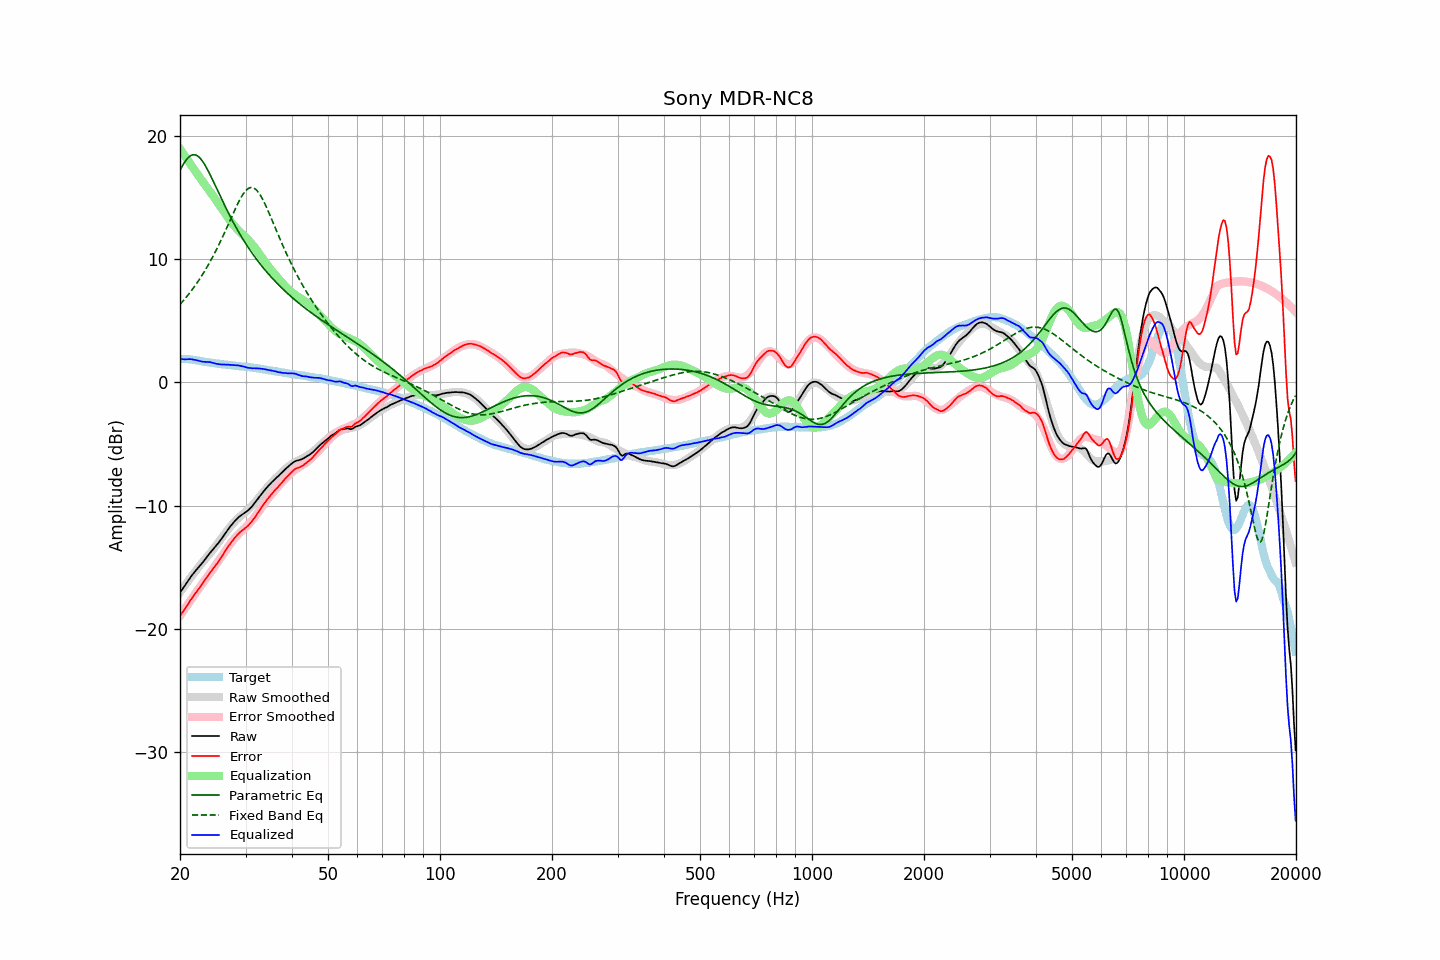 Sony MDR-NC8
Amplitude (dBr)
20
10
0
−10
−20
−30
Target
Raw Smoothed
Error Smoothed
Raw
Error
Equalization
Parametric Eq
Fixed Band Eq
Equalized
20 50 100 200 500 1000 2000 5000 10000 20000
Frequency (Hz)